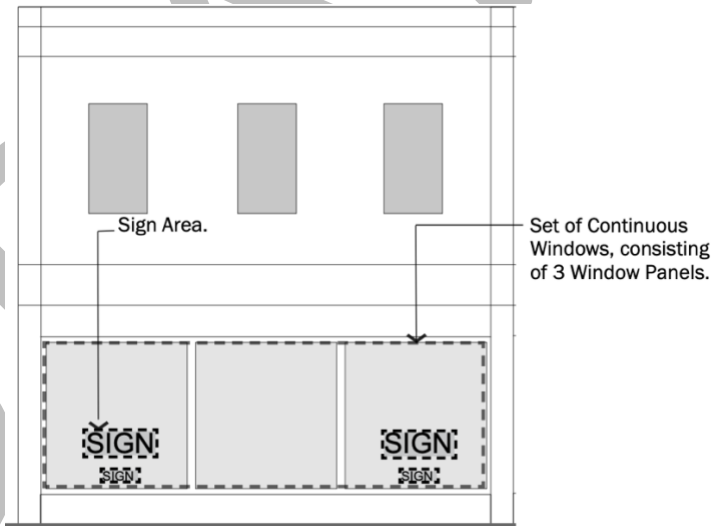 Sign Area.
Set of Continuous
Windows, consisting
of 3 Window Panels.
SIGN
SIGN
SIGN
SIGN